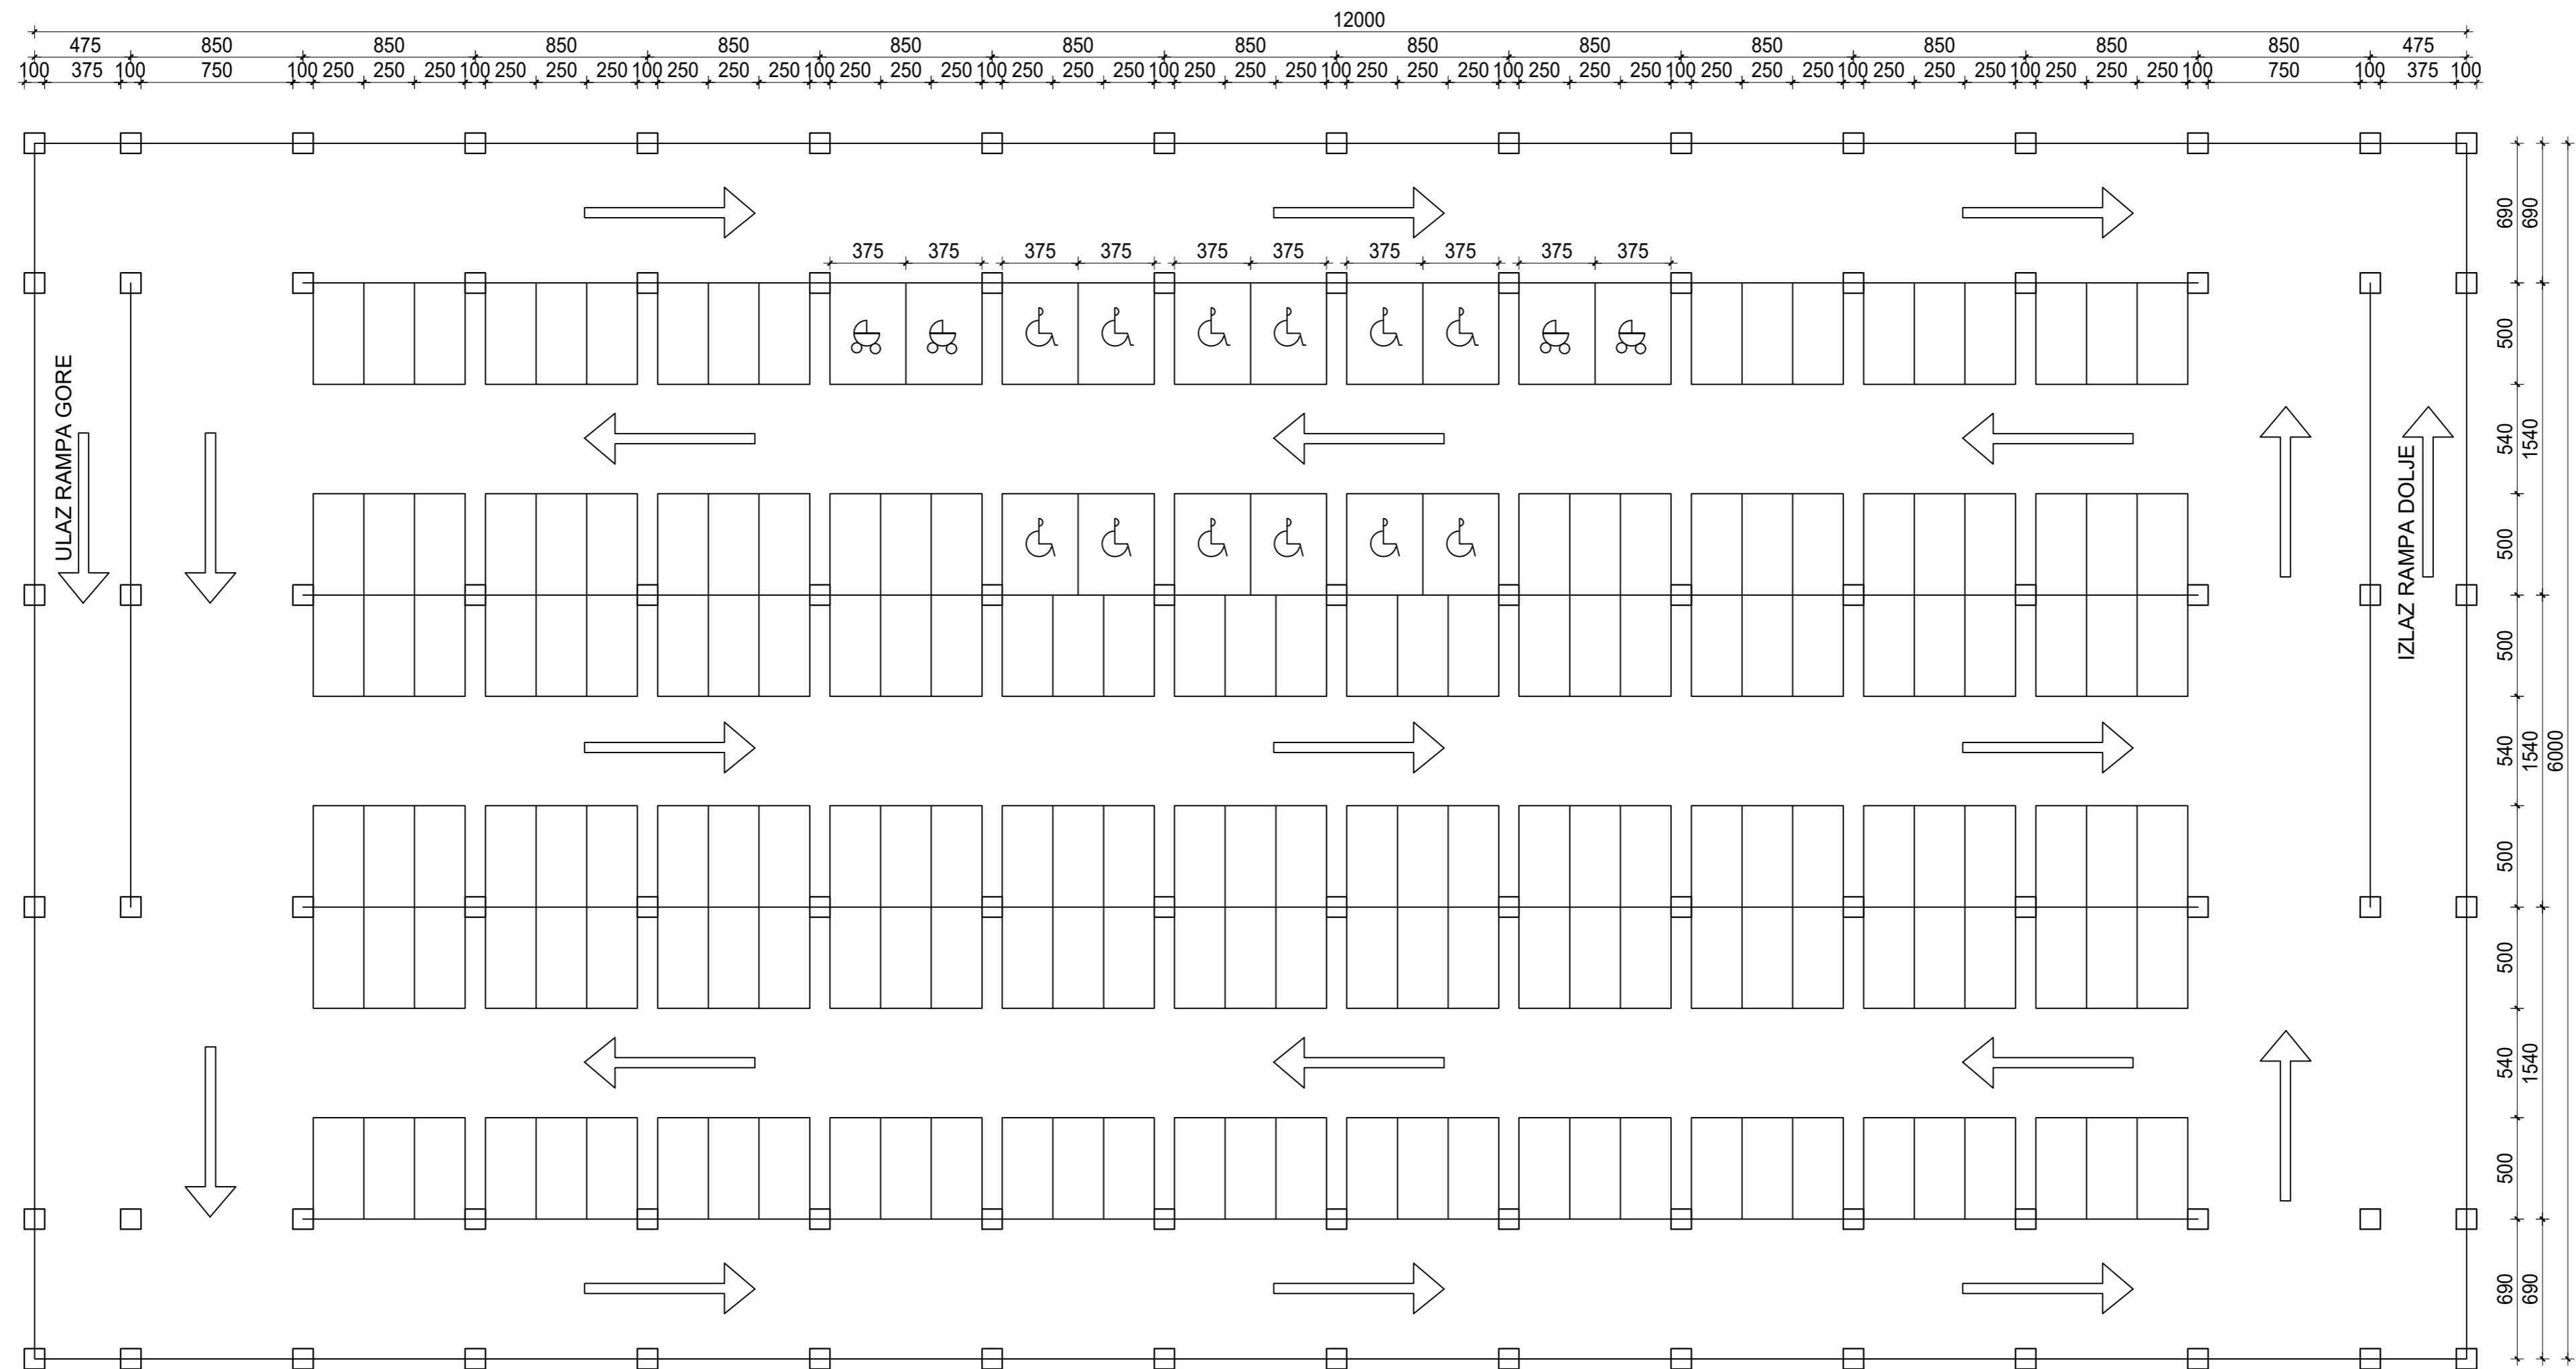 12000
475 850 850 850 850 850 850 850 850 850 850 850 850 850 475
100 375 100 750 100 250 250 250 100 250 250 250 100 250 250 250 100 250 250 250 100 250 250 250 100 250 250 250 100 250 250 250 100 250 250 250 100 250 250 250 100 250 250 250 100 250 250 250 100 750 100 375 100
375 375 375 375 375 375 375 375 375 375
ULAZ RAMPA GORE
IZLAZ RAMPA DOLJE
690 500 540 500 500 540 500 500 540 500 690
690 1540 1540 1540 690
6000